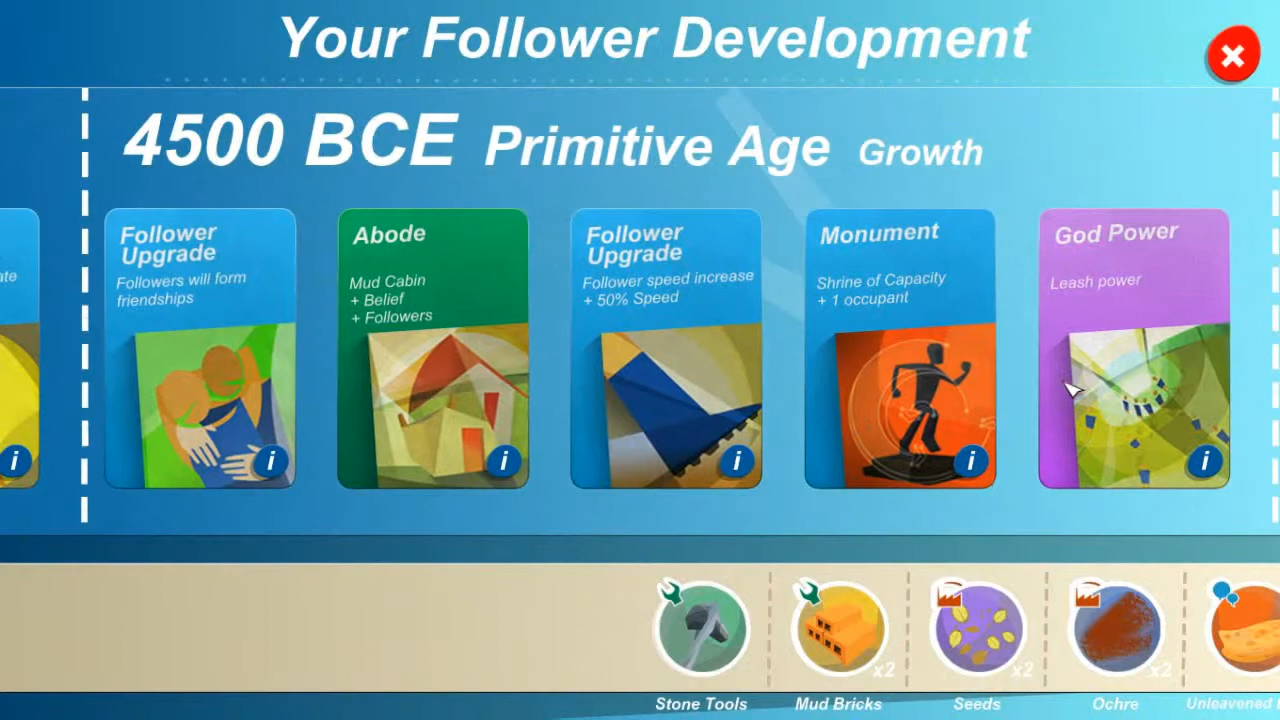 Your Follower Development
4500 BCE Primitive Age Growth
Follower
Upgrade
Followers will form
friendships
Abode
Mud Cabin
+ Belief
+ Followers
Follower
Upgrade
Follower speed increase
+ 50% Speed
Monument
Shrine of Capacity
+ 1 occupant
God Power
Leash power
i
i
i
i
i
i
x2
x2
x2
Stone Tools
Mud Bricks
Seeds
Ochre
Unleavened